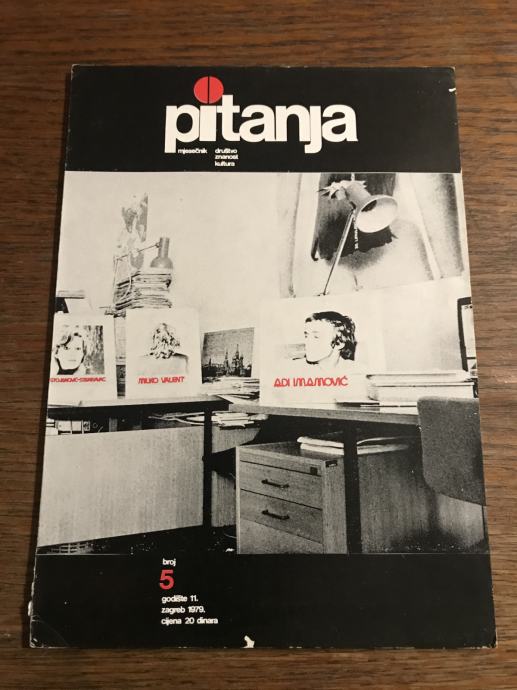 pitanja
mjesečnik društvo
znanost
kultura
MILKO VALENT
ADI IMAMOVIĆ
broj
5
godište 11.
zagreb 1979.
cijena 20 dinara